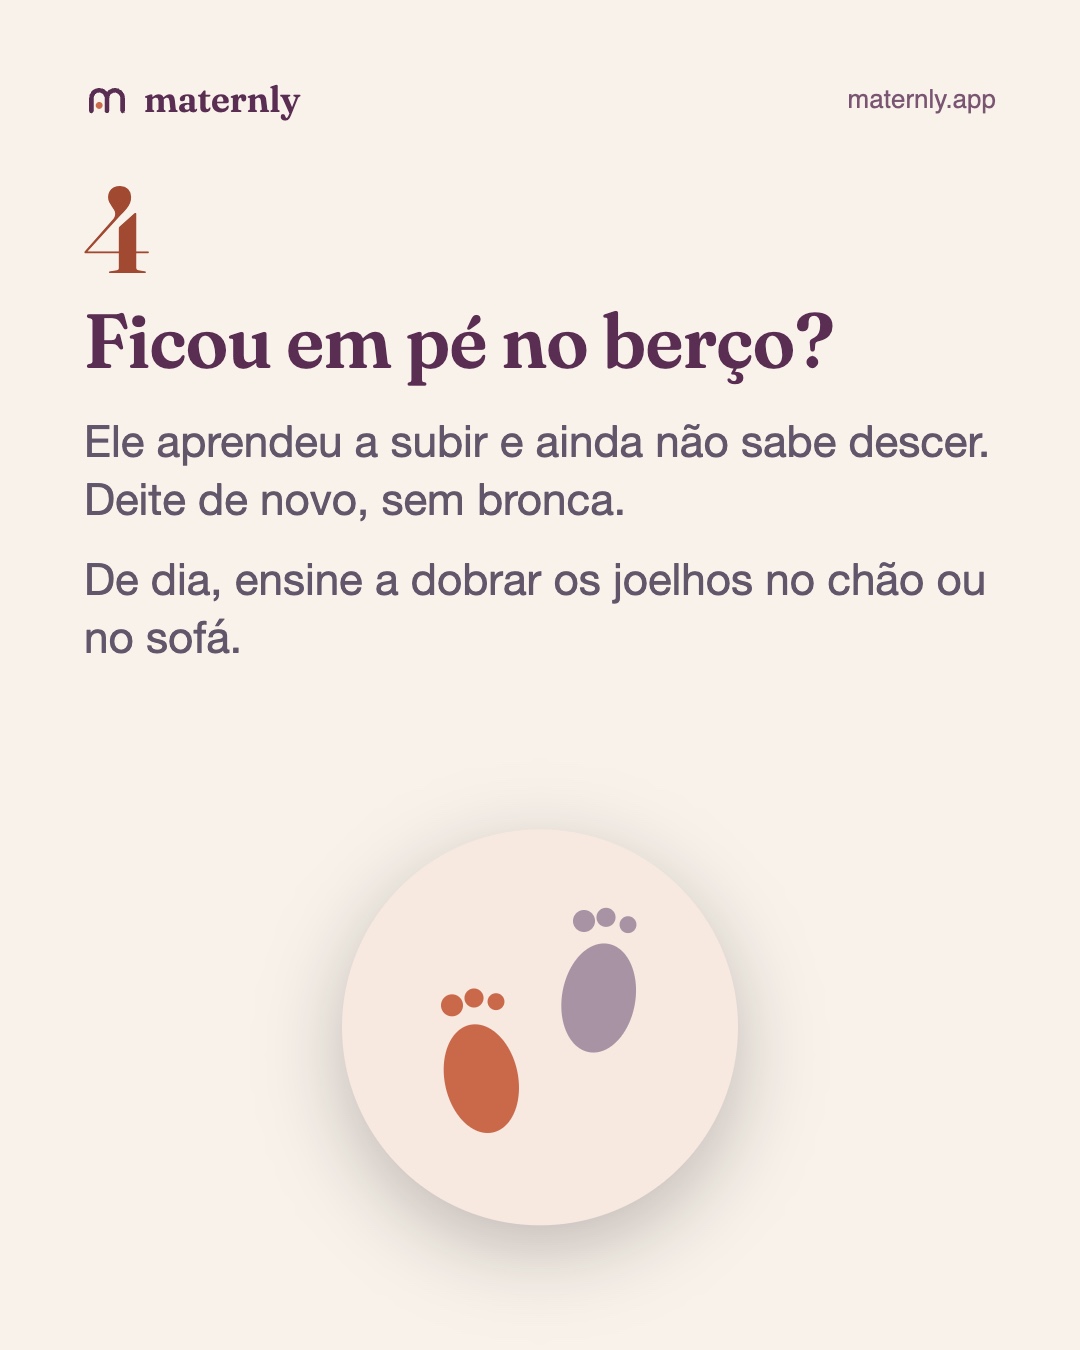 maternly
maternly.app
4
Ficou em pé no berço?
Ele aprendeu a subir e ainda não sabe descer.
Deite de novo, sem bronca.
De dia, ensine a dobrar os joelhos no chão ou
no sofá.